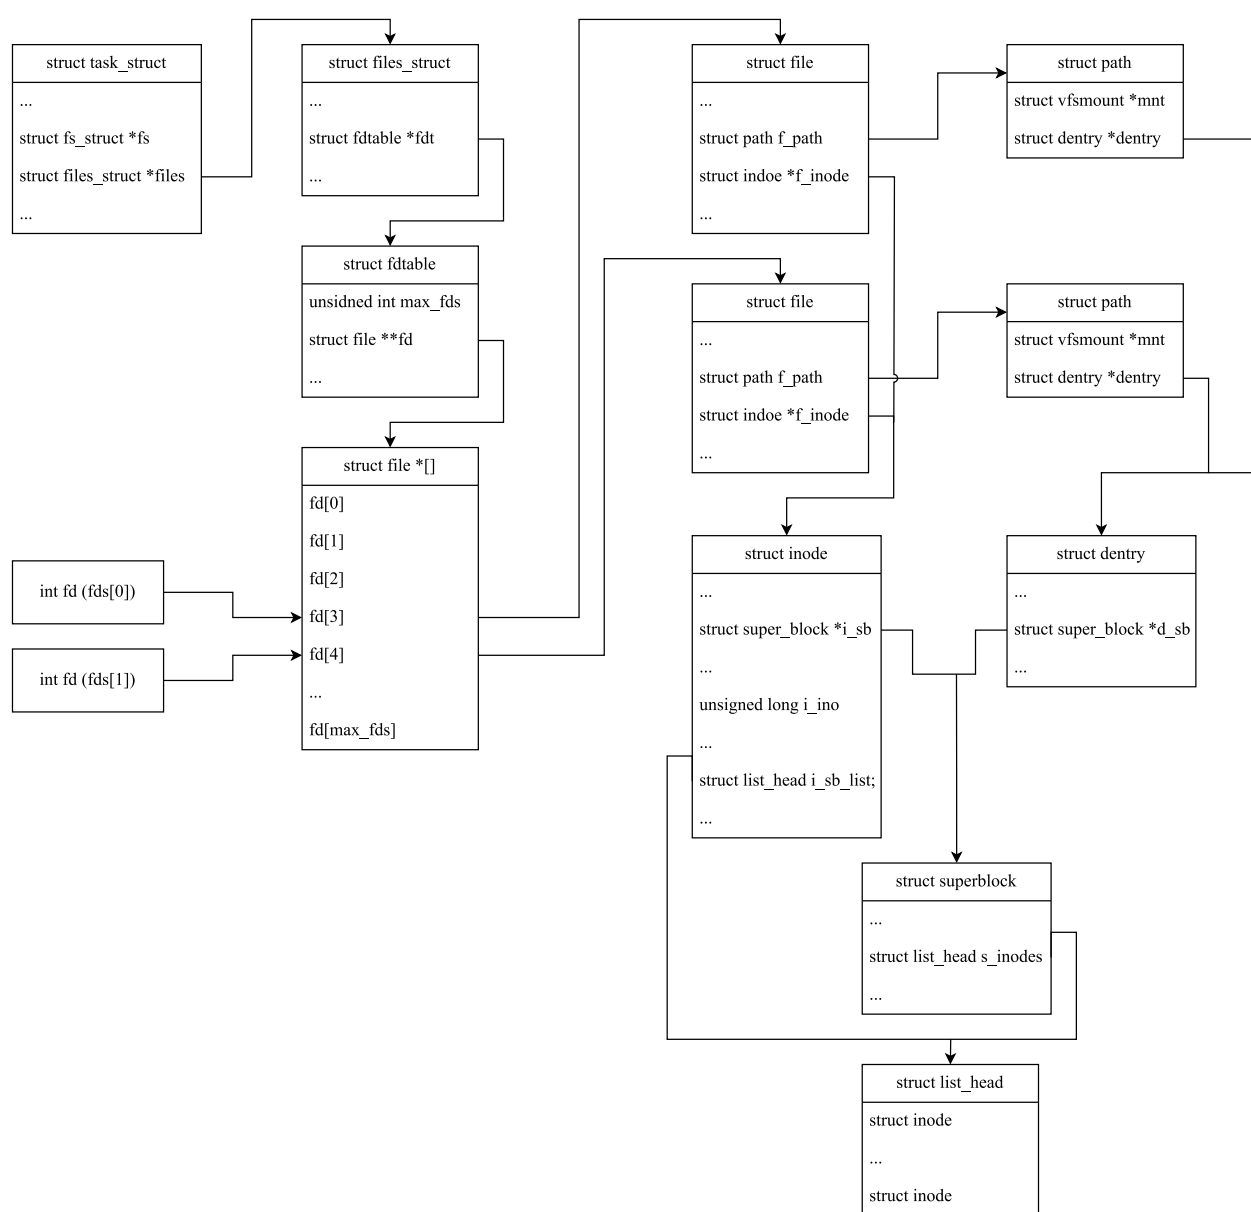 struct task_struct
...
struct fs_struct *fs
struct files_struct *files
...
struct files_struct
...
struct fdtable *fdt
...
struct fdtable
unsidned int max_fds
struct file **fd
...
struct file *[]
fd[0]
fd[1]
fd[2]
fd[3]
fd[4]
...
fd[max_fds]
int fd (fds[0])
int fd (fds[1])
struct file
...
struct path f_path
struct indoe *f_inode
...
struct path
struct vfsmount *mnt
struct dentry *dentry
struct file
...
struct path f_path
struct indoe *f_inode
...
struct path
struct vfsmount *mnt
struct dentry *dentry
struct inode
...
struct super_block *i_sb
...
unsigned long i_ino
...
struct list_head i_sb_list;
...
struct dentry
...
struct super_block *d_sb
...
struct superblock
...
struct list_head s_inodes
...
struct list_head
struct inode
...
struct inode